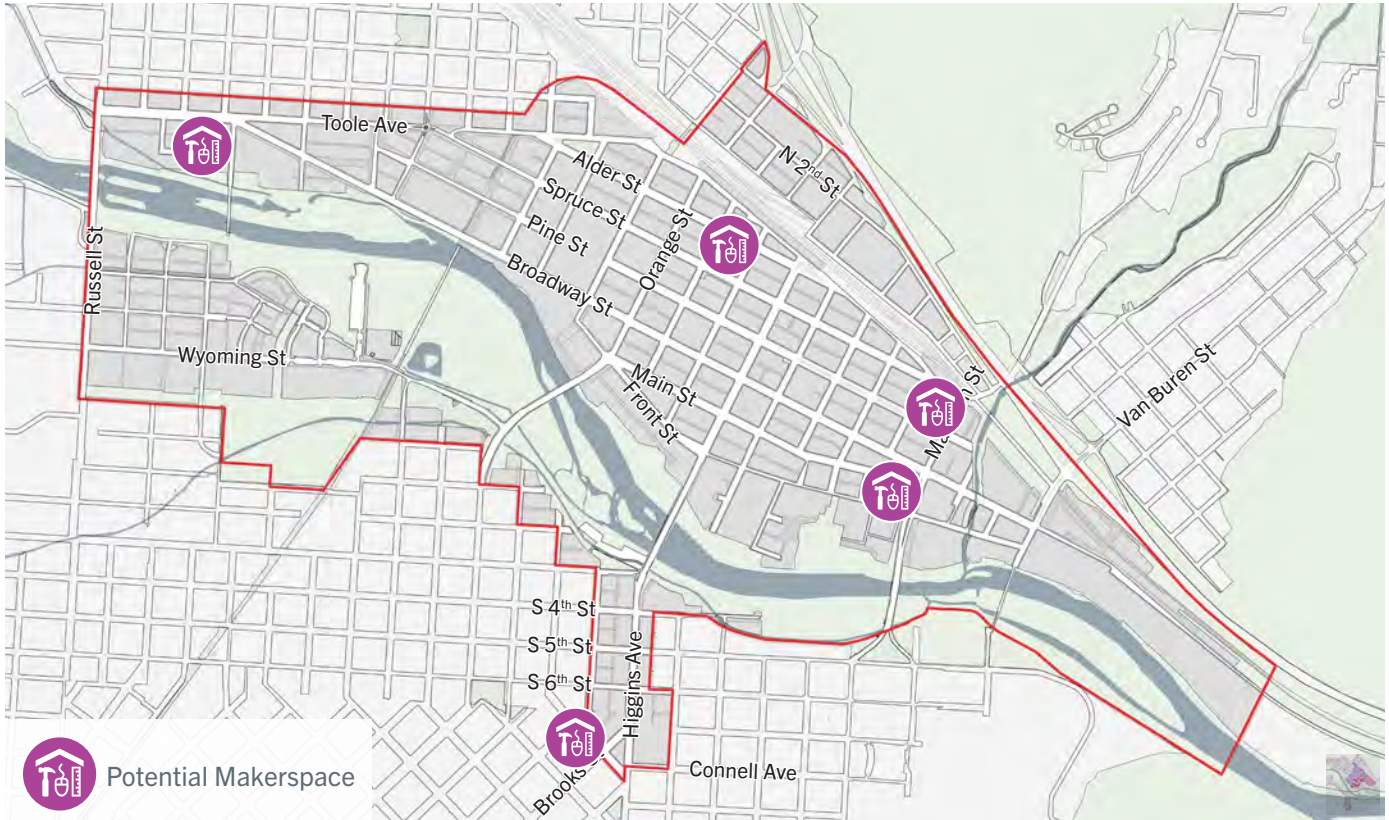 Toole Ave
N 2nd St
Alder St
Spruce St
Orange St
Pine St
Russell St
Broadway St
Wyoming St
Main St
Front St
Van Buren St
S 4th St
S 5th St
S 6th St
Higgins Ave
Brooks
Connell Ave
Potential Makerspace